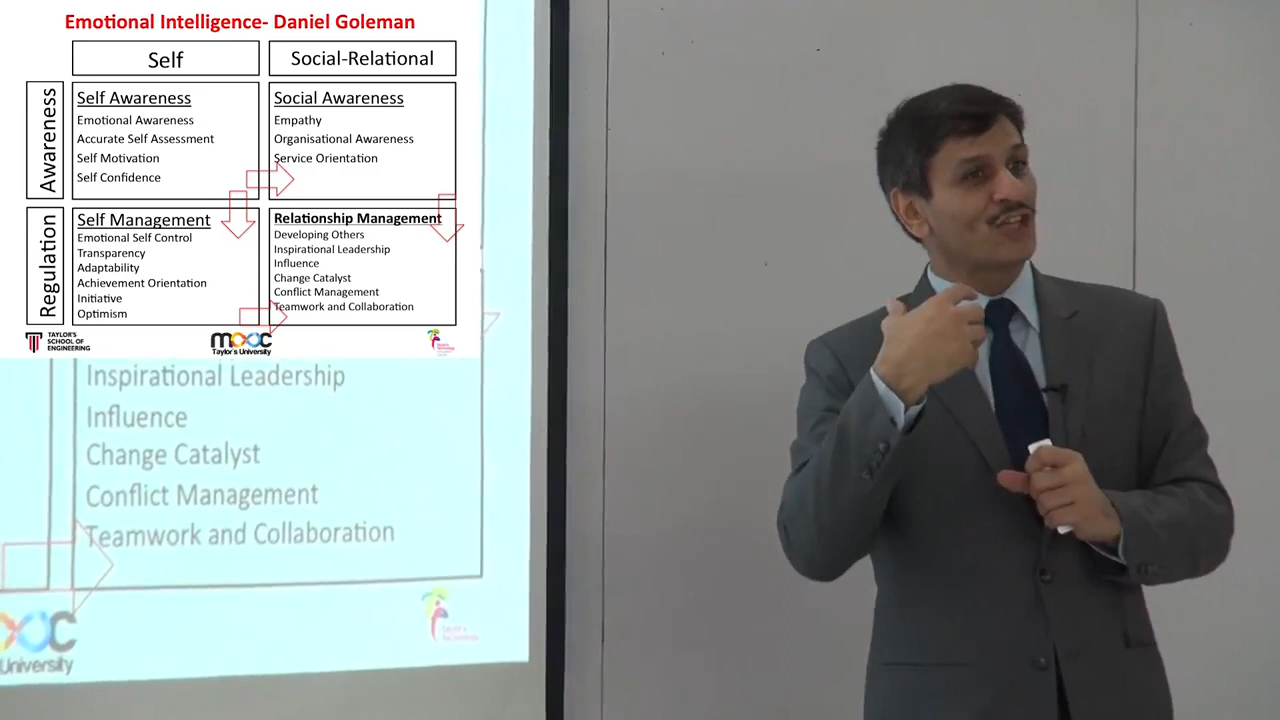 Emotional Intelligence- Daniel Goleman
Self
Social-Relational
Awareness
Self Awareness
Emotional Awareness
Accurate Self Assessment
Self Motivation
Self Confidence
Social Awareness
Empathy
Organisational Awareness
Service Orientation
Regulation
Self Management
Emotional Self Control
Transparency
Adaptability
Achievement Orientation
Initiative
Optimism
Relationship Management
Developing Others
Inspirational Leadership
Influence
Change Catalyst
Conflict Management
Teamwork and Collaboration
TAYLOR'S
SCHOOL OF
ENGINEERING
mooc
Taylor's University
Inspirational Leadership
Influence
Change Catalyst
Conflict Management
Teamwork and Collaboration
University